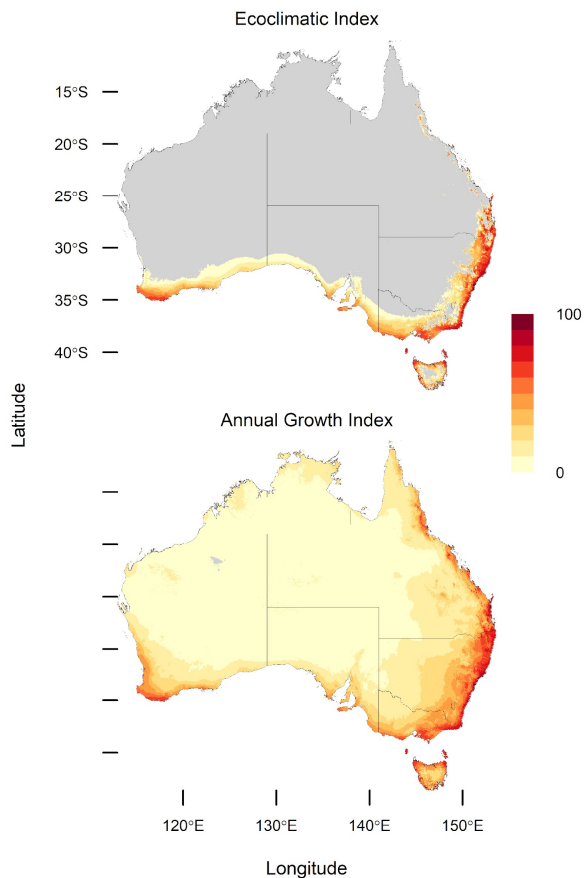 Ecoclimatic Index
15°S
20°S
25°S
30°S
35°S
40°S
100
0
Latitude
Annual Growth Index
120°E 130°E 140°E 150°E
Longitude